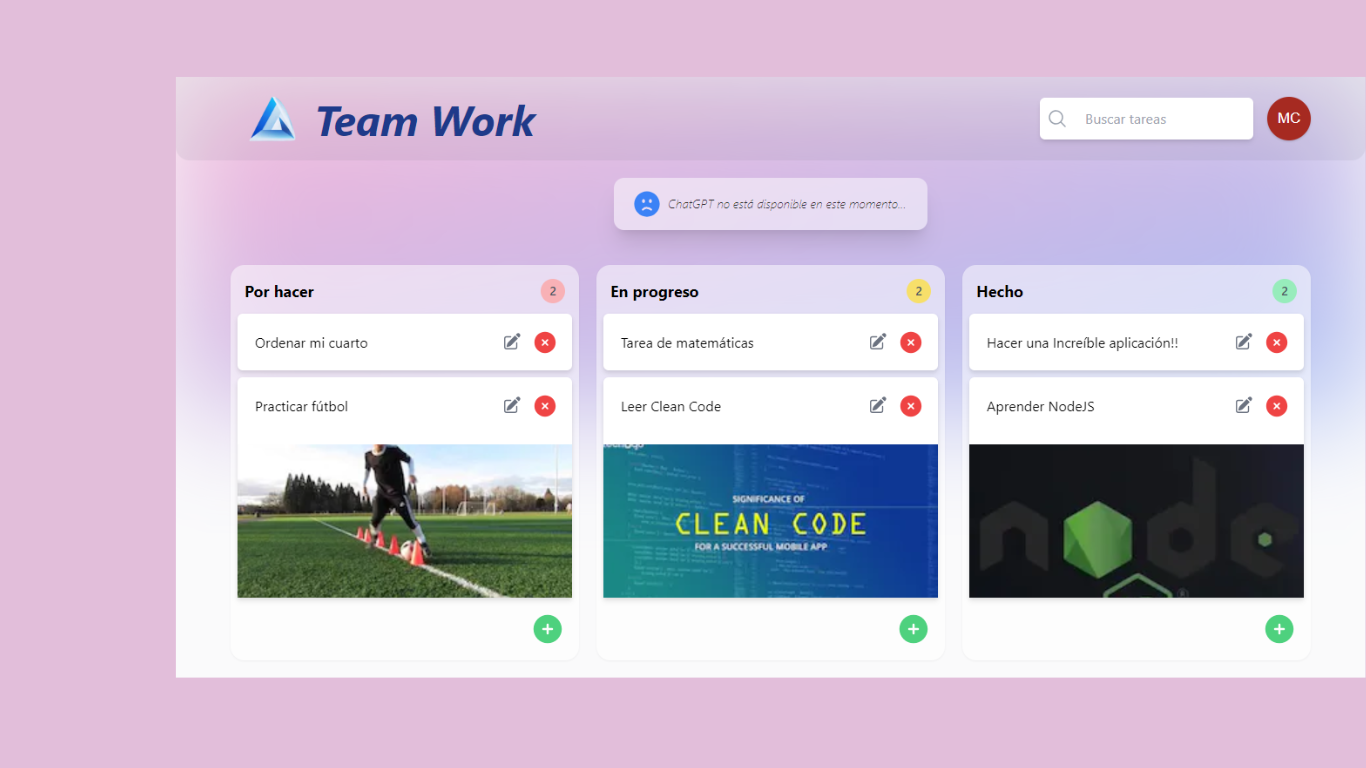 Team Work
Buscar tareas
MC
ChatGPT no está disponible en este momento...
Por hacer
2
Ordenar mi cuarto
Practicar fútbol
En progreso
2
Tarea de matemáticas
Leer Clean Code
SIGNIFICANCE OF
CLEAN CODE
FOR A SUCCESSFUL MOBILE APP
Hecho
2
Hacer una Increíble aplicación!!
Aprender NodeJS
node
®